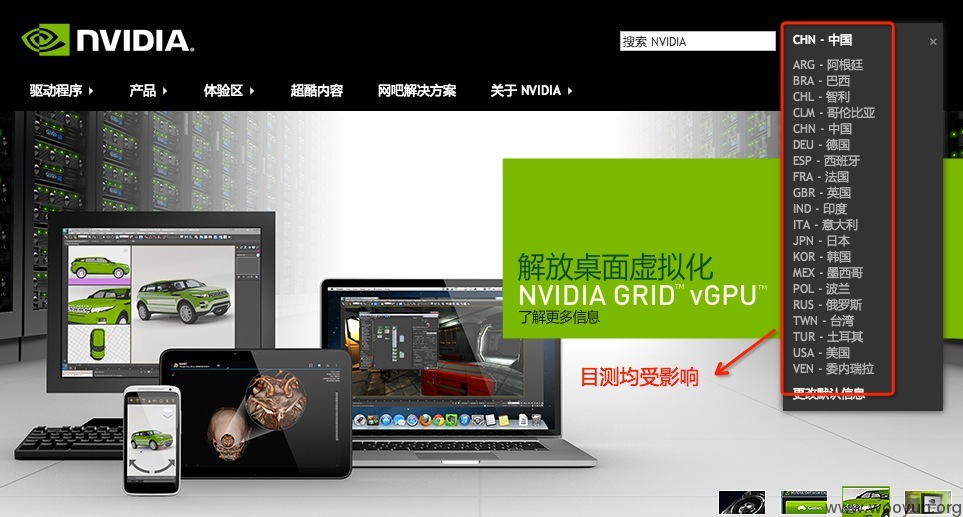 NVIDIA.
搜索 NVIDIA
CHN - 中国
驱动程序
产品
体验区
超酷内容
网吧解决方案
关于 NVIDIA
ARG - 阿根廷
BRA - 巴西
CHL - 智利
CLM - 哥伦比亚
CHN - 中国
DEU - 德国
ESP - 西班牙
FRA - 法国
GBR - 英国
IND - 印度
ITA - 意大利
JPN - 日本
KOR - 韩国
MEX - 墨西哥
POL - 波兰
RUS - 俄罗斯
TWN - 台湾
TUR - 土耳其
USA - 美国
VEN - 委内瑞拉
更改默认信息
解放桌面虚拟化
NVIDIA GRID™ vGPU™
了解更多信息
目测均受影响
www.wooyun.org